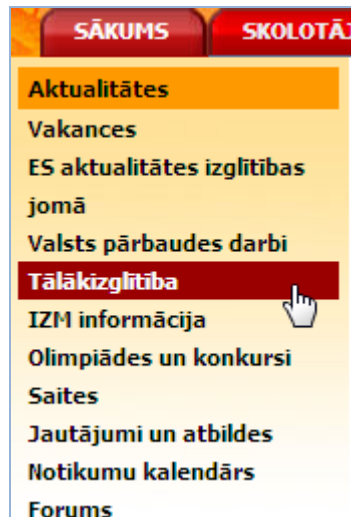 SĀKUMS SKOLOTĀJ
Aktualitātes
Vakances
ES aktualitātes izglītības
jomā
Valsts pārbaudes darbi
Tālākizglītība
IZM informācija
Olimpiādes un konkursi
Saites
Jautājumi un atbildes
Notikumu kalendārs
Forums